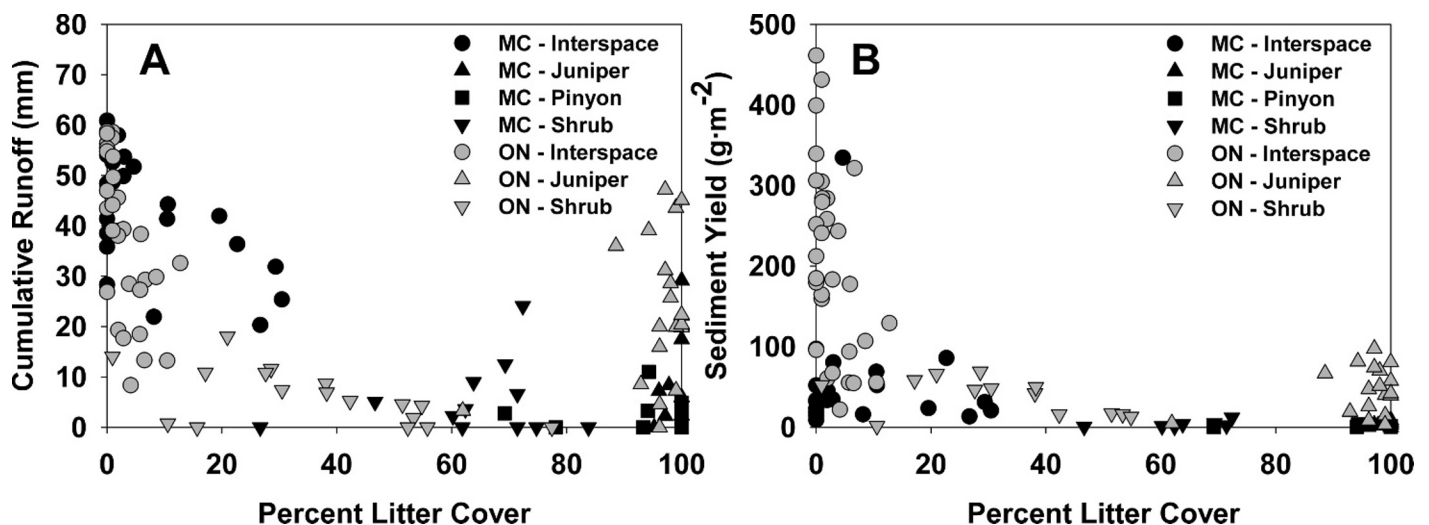 A
Cumulative Runoff (mm)
80
70
60
50
40
30
20
10
0
MC - Interspace
MC - Juniper
MC - Pinyon
MC - Shrub
ON - Interspace
ON - Juniper
ON - Shrub
0 20 40 60 80 100
Percent Litter Cover
B
Sediment Yield (g·m-2)
500
400
300
200
100
0
MC - Interspace
MC - Juniper
MC - Pinyon
MC - Shrub
ON - Interspace
ON - Juniper
ON - Shrub
0 20 40 60 80 100
Percent Litter Cover